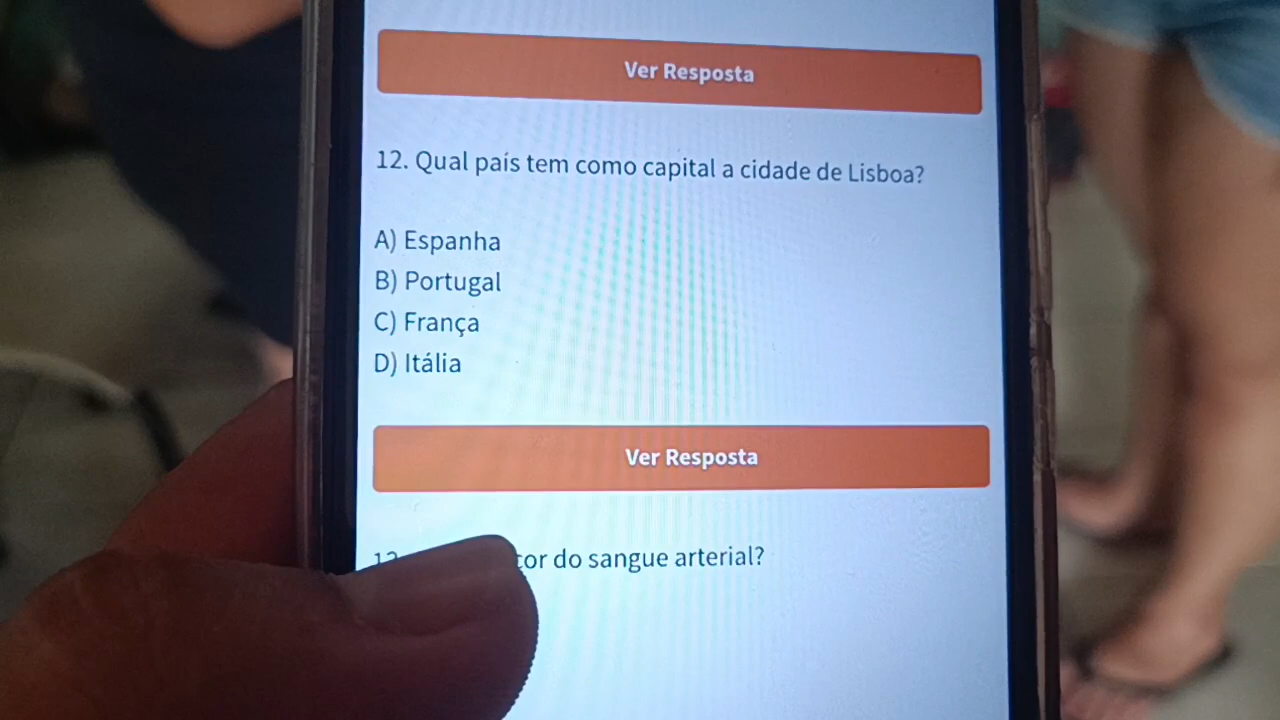 Ver Resposta
12. Qual país tem como capital a cidade de Lisboa?
A) Espanha
B) Portugal
C) França
D) Itália
Ver Resposta
do sangue arterial?